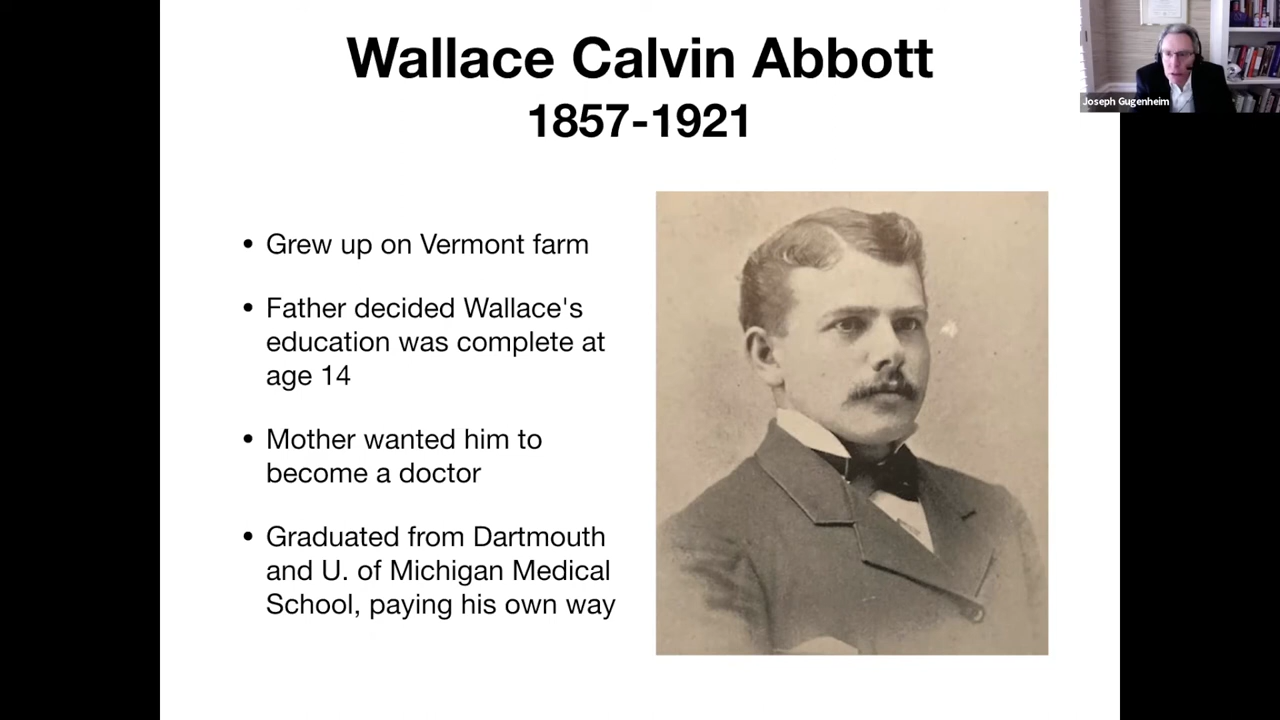 Wallace Calvin Abbott
1857-1921
Joseph Gugenheim
• Grew up on Vermont farm
• Father decided Wallace's
education was complete at
age 14
• Mother wanted him to
become a doctor
• Graduated from Dartmouth
and U. of Michigan Medical
School, paying his own way